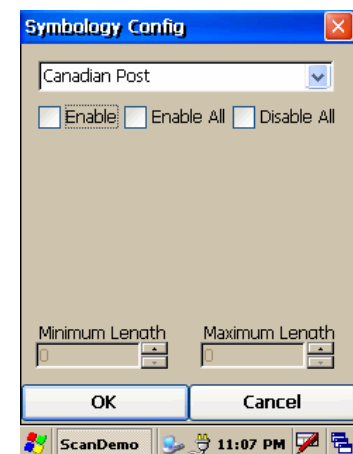 Symbology Config
Canadian Post
Enable Enable All Disable All
Minimum Length Maximum Length
0 0
OK Cancel
ScanDemo 11:07 PM